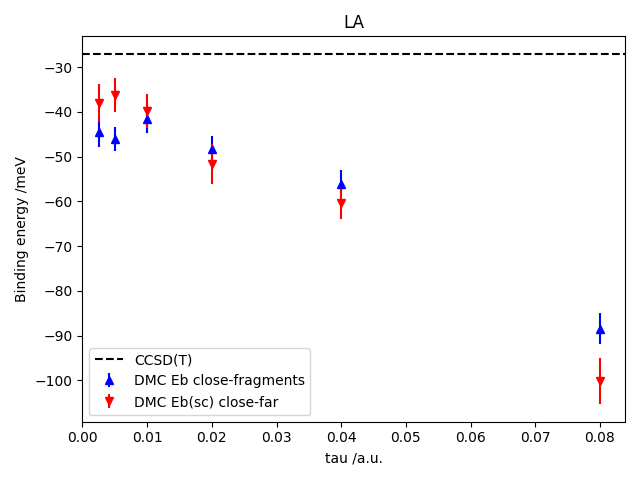 LA
−30
−40
−50
−60
−70
−80
−90
−100
Binding energy /meV
CCSD(T)
DMC Eb close-fragments
DMC Eb(sc) close-far
0.00 0.01 0.02 0.03 0.04 0.05 0.06 0.07 0.08
tau /a.u.